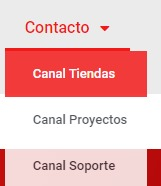 Contacto
Canal Tiendas
Canal Proyectos
Canal Soporte